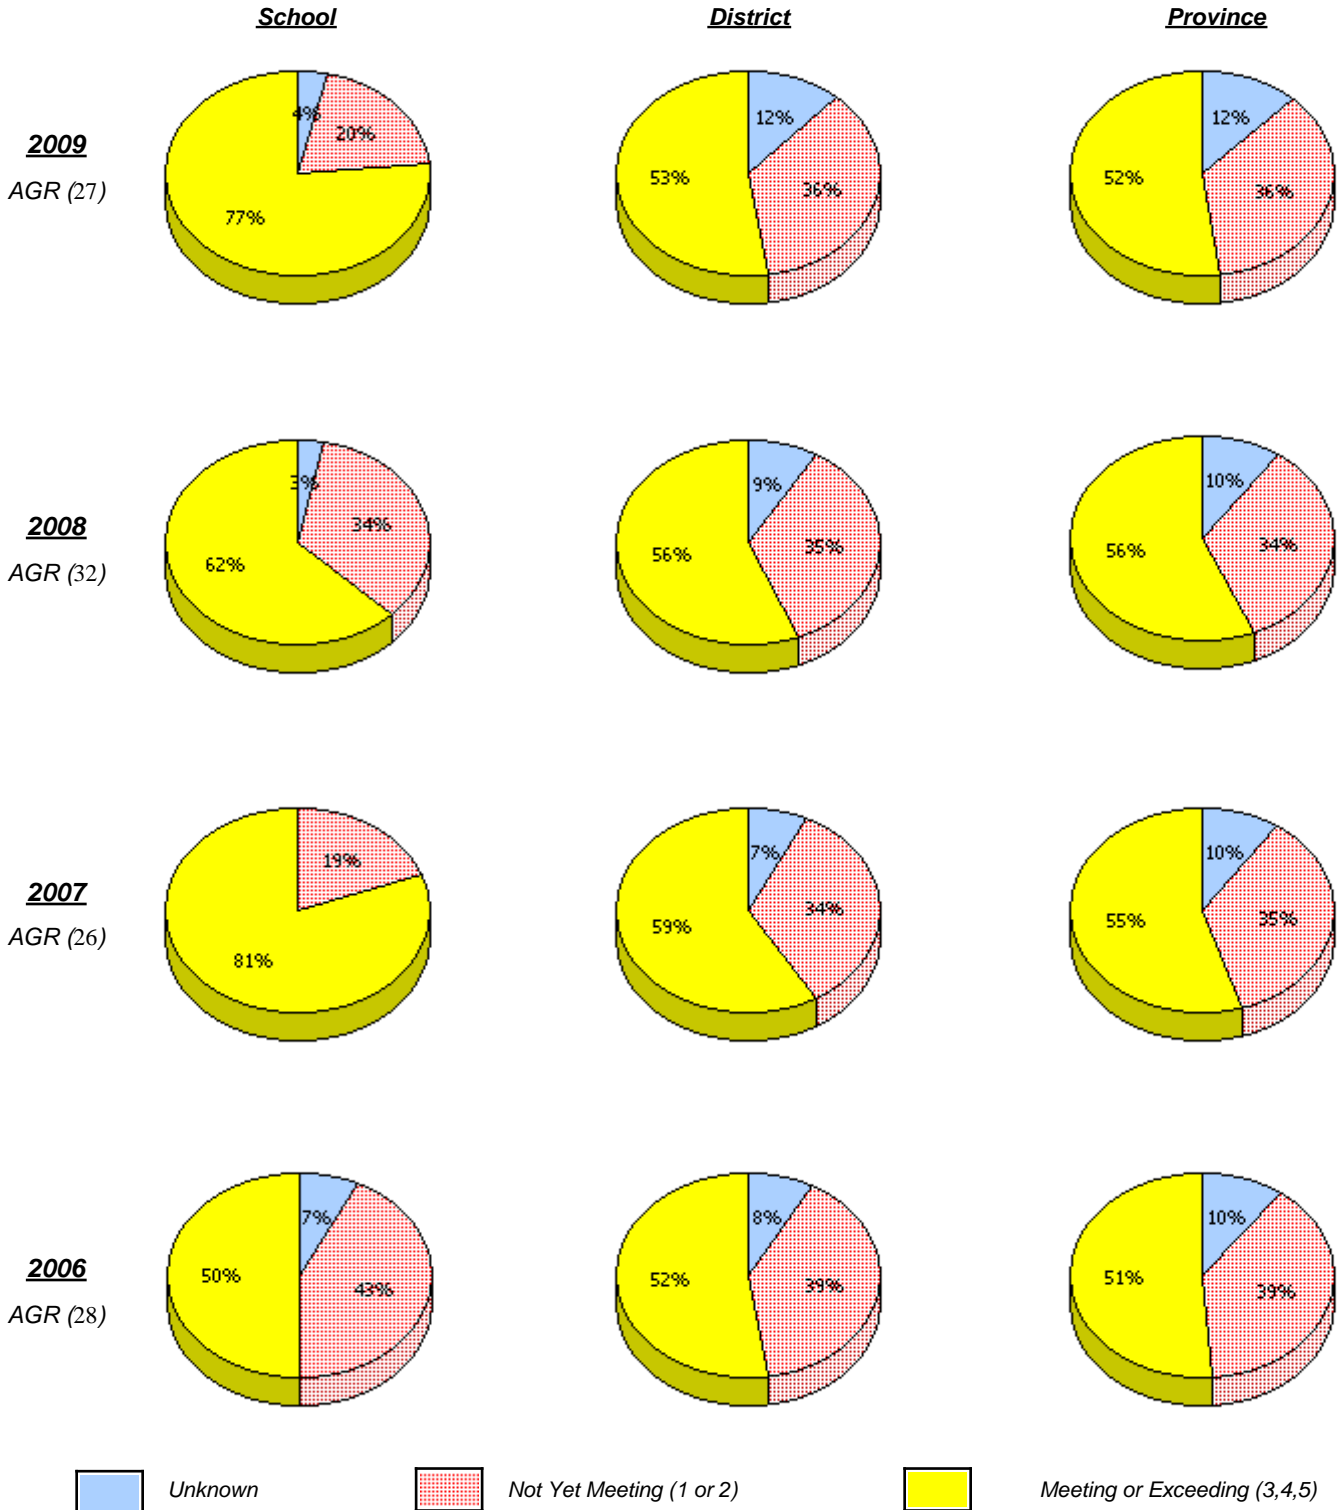 School District Province
2009
AGR (27)
4% 20% 77%
12% 36% 53%
12% 36% 52%
2008
AGR (32)
3% 34% 62%
9% 35% 56%
10% 34% 56%
2007
AGR (26)
19% 81%
7% 34% 59%
10% 35% 55%
2006
AGR (28)
7% 43% 50%
8% 39% 52%
10% 39% 51%
Unknown Not Yet Meeting (1 or 2) Meeting or Exceeding (3,4,5)